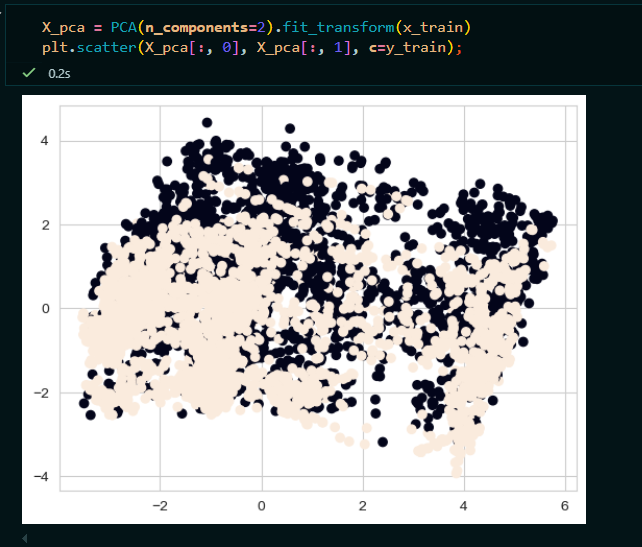 X_pca = PCA(n_components=2).fit_transform(x_train)
plt.scatter(X_pca[:, 0], X_pca[:, 1], c=y_train);
0.2s
4
2
0
−2
−4
−2 0 2 4 6